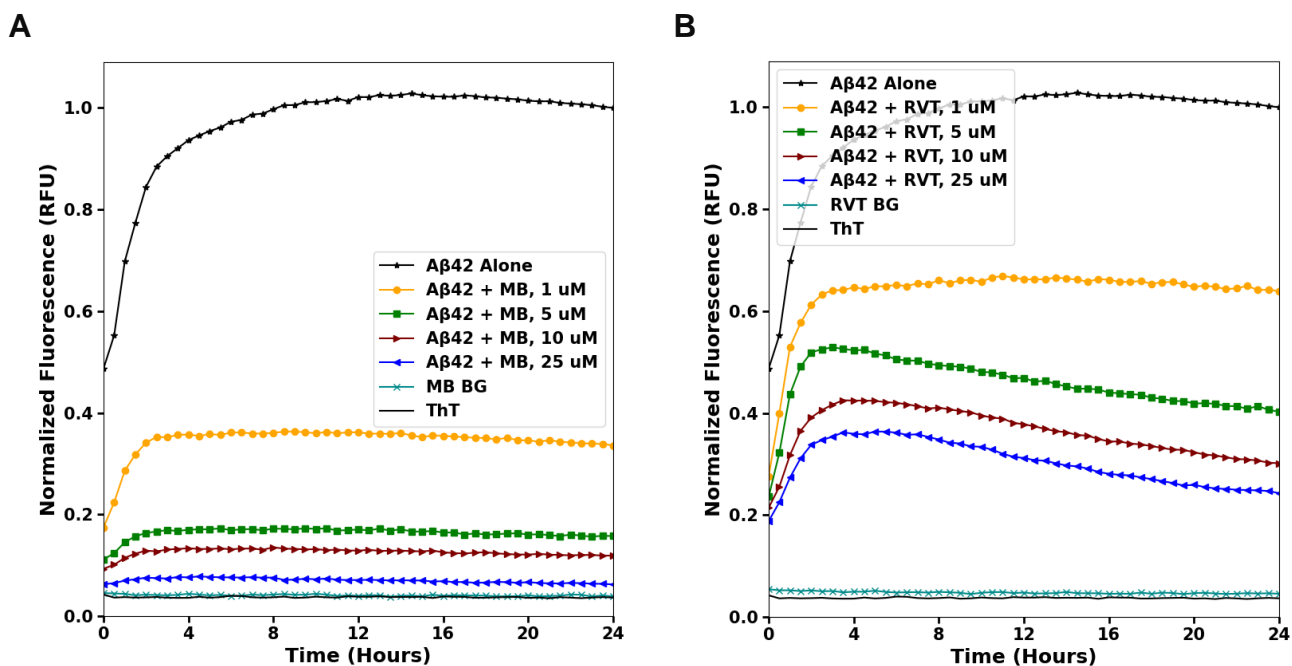 A
Normalized Fluorescence (RFU)
1.0
0.8
0.6
0.4
0.2
0.0
Aβ42 Alone
Aβ42 + MB, 1 uM
Aβ42 + MB, 5 uM
Aβ42 + MB, 10 uM
Aβ42 + MB, 25 uM
MB BG
ThT
0 4 8 12 16 20 24
Time (Hours)
B
Normalized Fluorescence (RFU)
1.0
0.8
0.6
0.4
0.2
0.0
Aβ42 Alone
Aβ42 + RVT, 1 uM
Aβ42 + RVT, 5 uM
Aβ42 + RVT, 10 uM
Aβ42 + RVT, 25 uM
RVT BG
ThT
0 4 8 12 16 20 24
Time (Hours)